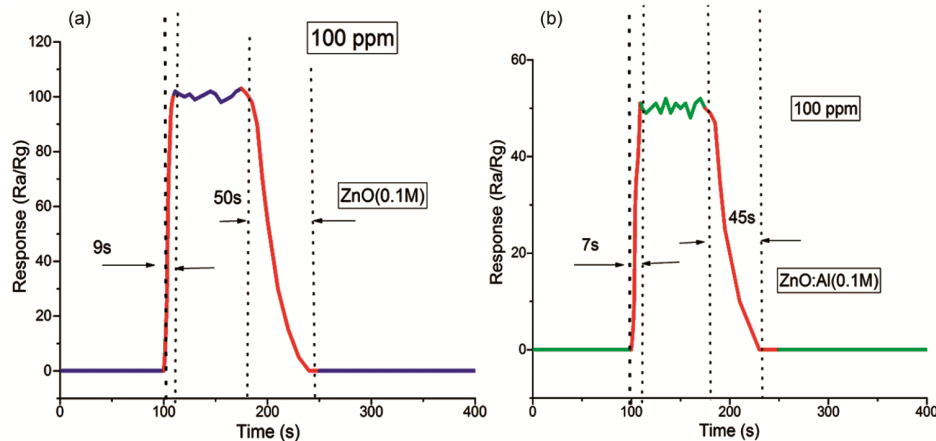 (a)
100 ppm
120
100
80
60
40
20
0
Response (Ra/Rg)
9s
50s
ZnO(0.1M)
0
100
200
300
400
Time (s)
(b)
100 ppm
60
40
20
0
Response (Ra/Rg)
7s
45s
ZnO:Al(0.1M)
0
100
200
300
400
Time (s)